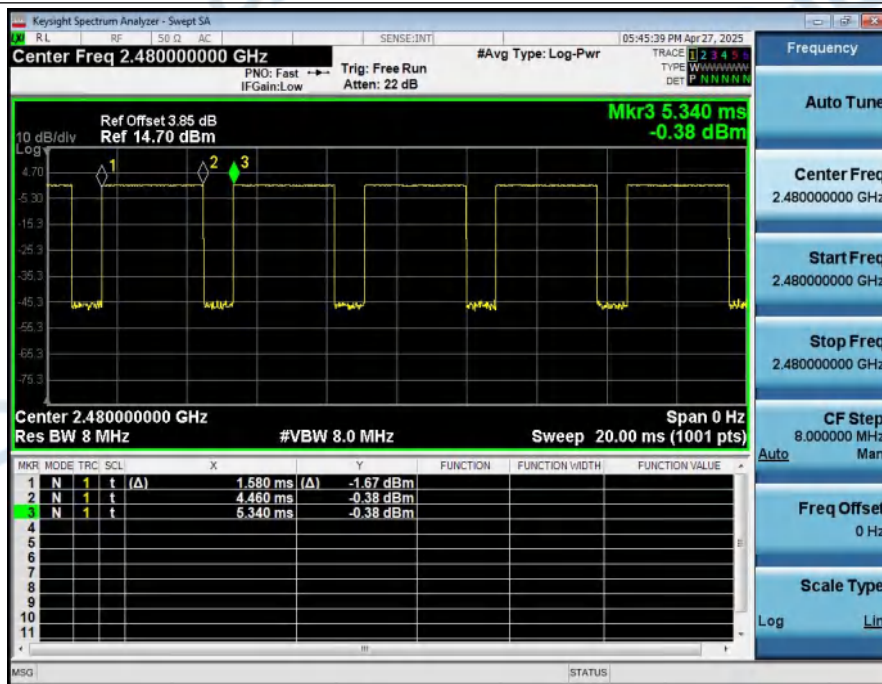 Keysight Spectrum Analyzer - Swept SA
RL RF 50 Ω AC SENSE:INT 05:45:39 PM Apr 27, 2025
Center Freq 2.480000000 GHz #Avg Type: Log-Pwr TRACE 1 2 3 4 5 6
PNO: Fast Trig: Free Run TYPE WWWWWW
IFGain:Low Atten: 22 dB DET P N N N N N
Mkr3 5.340 ms
-0.38 dBm
Ref Offset 3.85 dB
10 dB/div Ref 14.70 dBm
Log
1 2 3
4.70
-5.30
-15.3
-25.3
-35.3
-45.3
-55.3
-65.3
-75.3
Center 2.480000000 GHz Span 0 Hz
Res BW 8 MHz #VBW 8.0 MHz Sweep 20.00 ms (1001 pts)
MKR MODE TRC SCL X Y FUNCTION FUNCTION WIDTH FUNCTION VALUE
1 N 1 t (Δ) 1.580 ms (Δ) -1.67 dBm
2 N 1 t 4.460 ms -0.38 dBm
3 N 1 t 5.340 ms -0.38 dBm
4
5
6
7
8
9
10
11
MSG STATUS
Frequency
Auto Tune
Center Freq
2.480000000 GHz
Start Freq
2.480000000 GHz
Stop Freq
2.480000000 GHz
CF Step
8.000000 MHz
Auto Man
Freq Offset
0 Hz
Scale Type
Log Lin